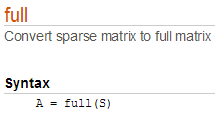 full
Convert sparse matrix to full matrix
Syntax
A = full(S)